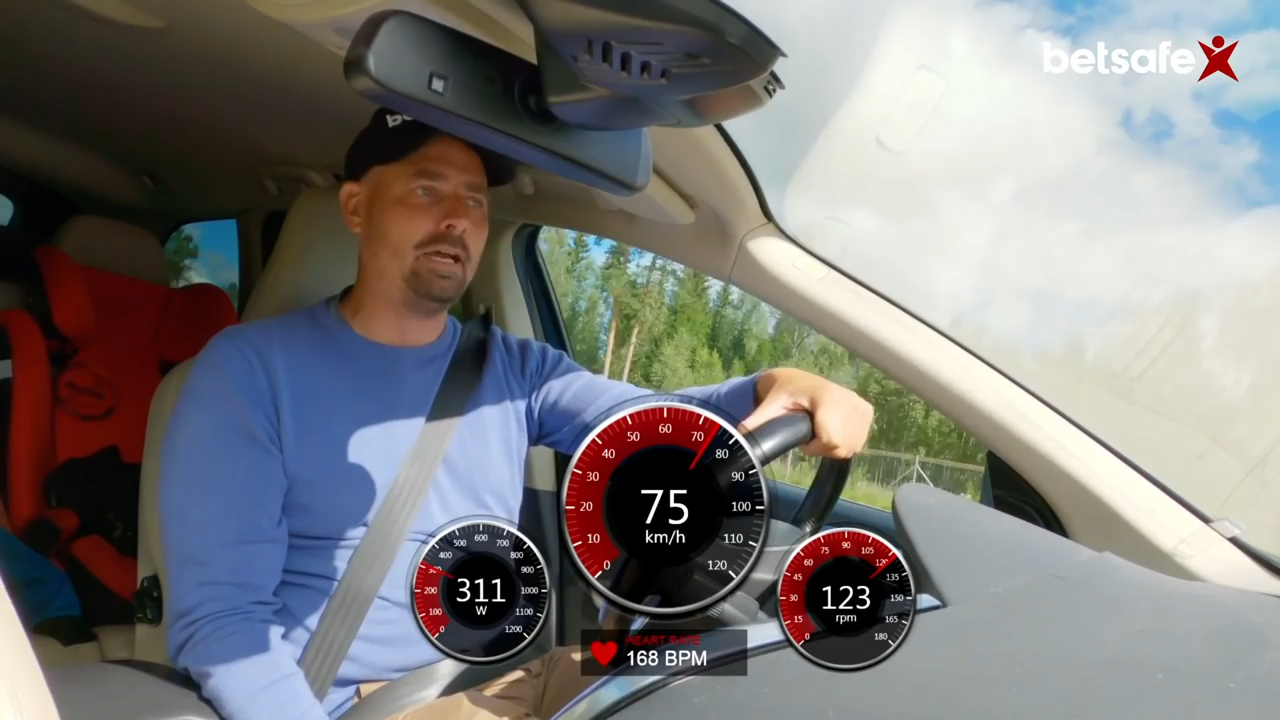 betsafe
0 10 20 30 40 50 60 70 80 90 100 110 120
75
km/h
0 100 200 300 400 500 600 700 800 900 1000 1100 1200
311
W
0 15 30 45 60 75 90 105 120 135 150 165 180
123
rpm
HEART RATE
168 BPM